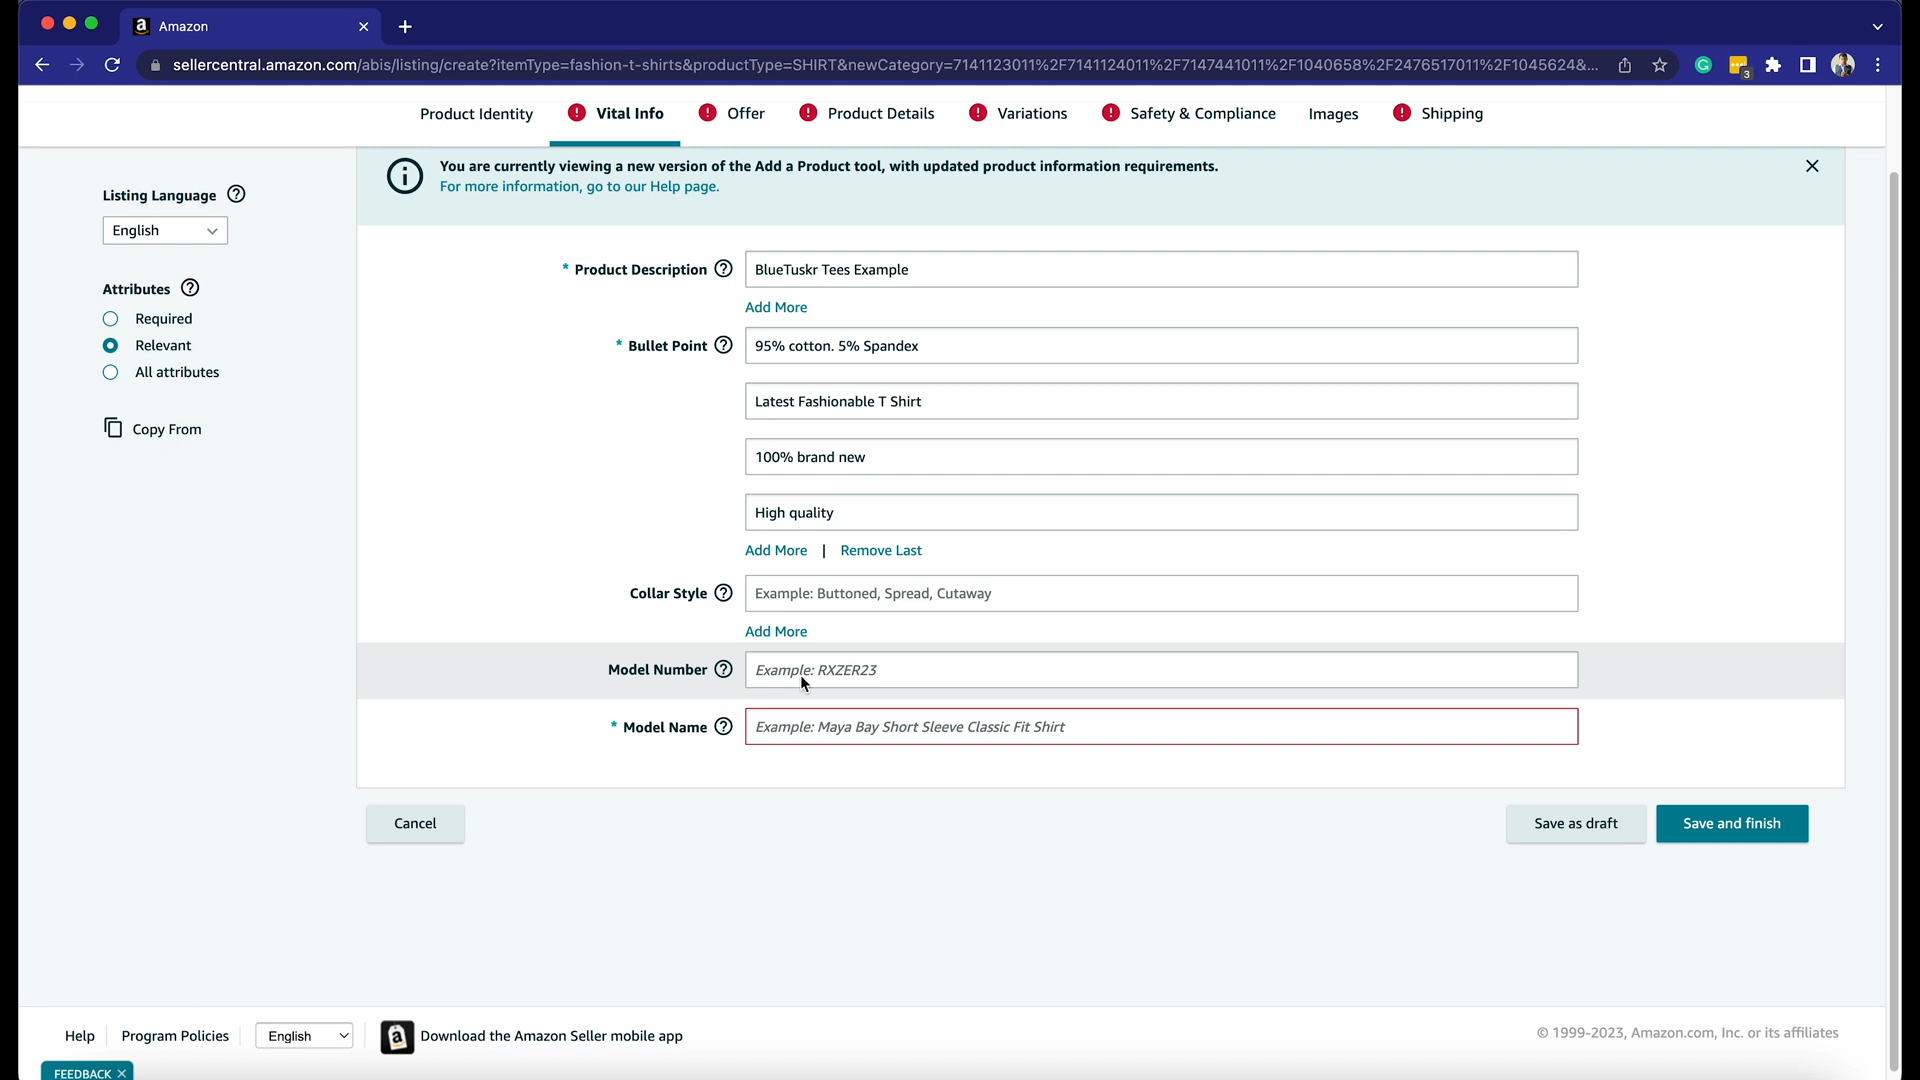 Amazon
sellercentral.amazon.com/abis/listing/create?itemType=fashion-t-shirts&productType=SHIRT&newCategory=7141123011%2F7141124011%2F7147441011%2F1040658%2F2476517011%2F1045624&...
3
Product Identity
! Vital Info
! Offer
! Product Details
! Variations
! Safety & Compliance
Images
! Shipping
You are currently viewing a new version of the Add a Product tool, with updated product information requirements.
For more information, go to our Help page.
Listing Language ?
English
Attributes ?
Required
Relevant
All attributes
Copy From
* Product Description ? BlueTuskr Tees Example
Add More
* Bullet Point ? 95% cotton. 5% Spandex
Latest Fashionable T Shirt
100% brand new
High quality
Add More | Remove Last
Collar Style ? Example: Buttoned, Spread, Cutaway
Add More
Model Number ? Example: RXZER23
* Model Name ? Example: Maya Bay Short Sleeve Classic Fit Shirt
Cancel
Save as draft
Save and finish
Help
Program Policies
English
Download the Amazon Seller mobile app
© 1999-2023, Amazon.com, Inc. or its affiliates
FEEDBACK